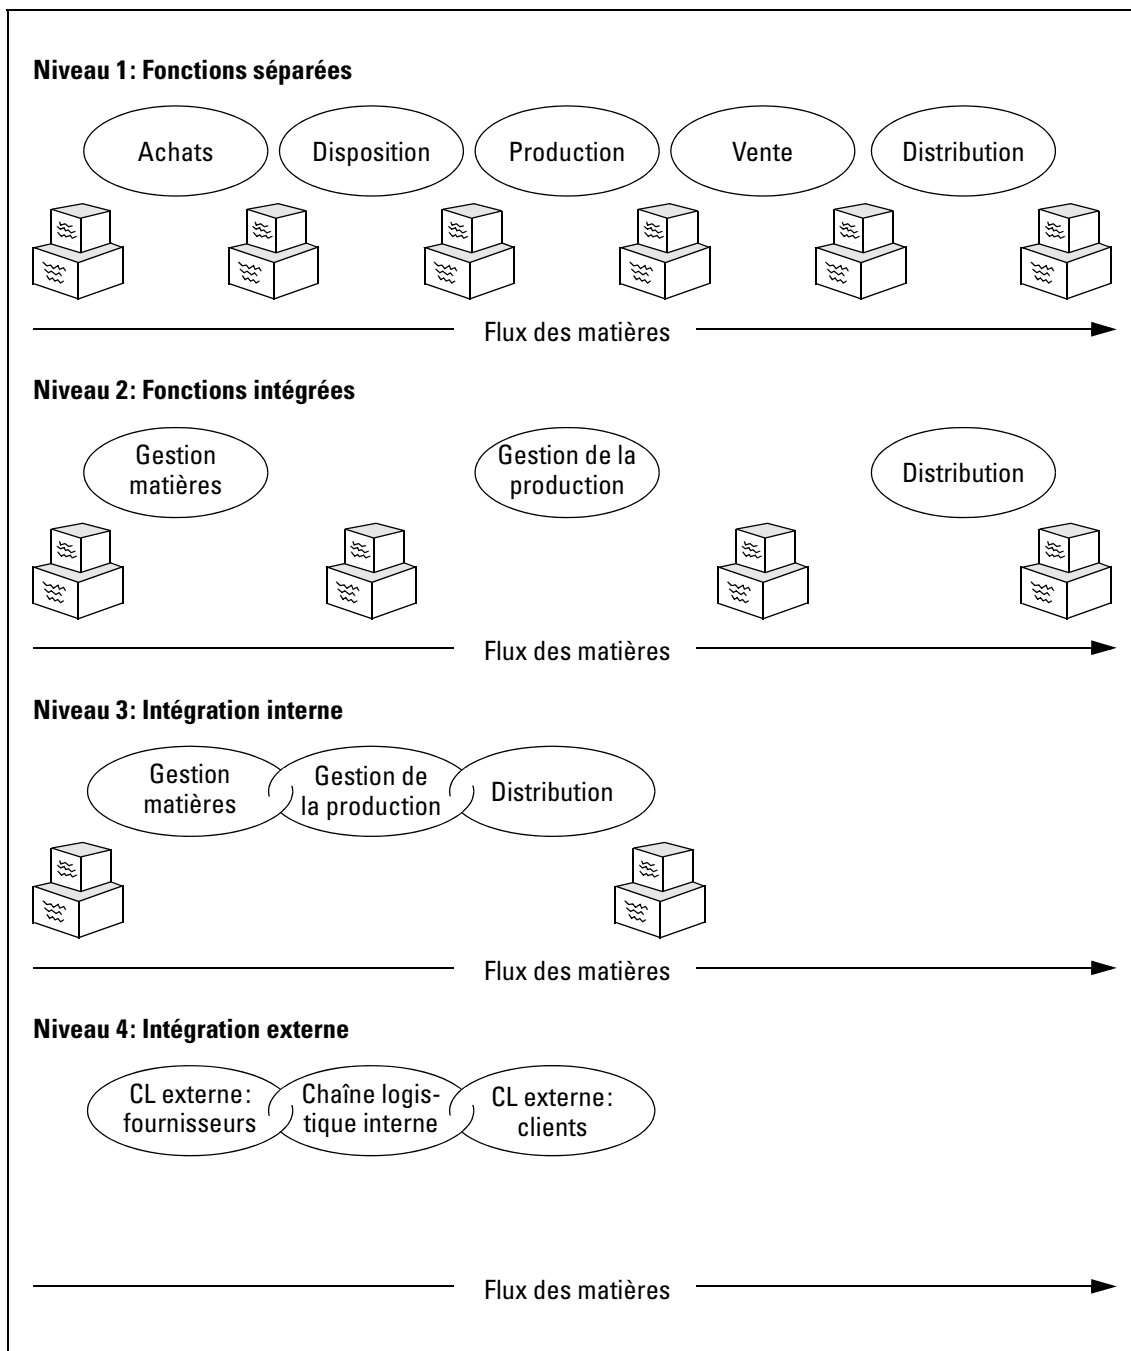 Niveau 1: Fonctions séparées
Achats
Disposition
Production
Vente
Distribution
Flux des matières
Niveau 2: Fonctions intégrées
Gestion
matières
Gestion de la
production
Distribution
Flux des matières
Niveau 3: Intégration interne
Gestion
matières
Gestion de
la production
Distribution
Flux des matières
Niveau 4: Intégration externe
CL externe:
fournisseurs
Chaîne logis-
tique interne
CL externe:
clients
Flux des matières